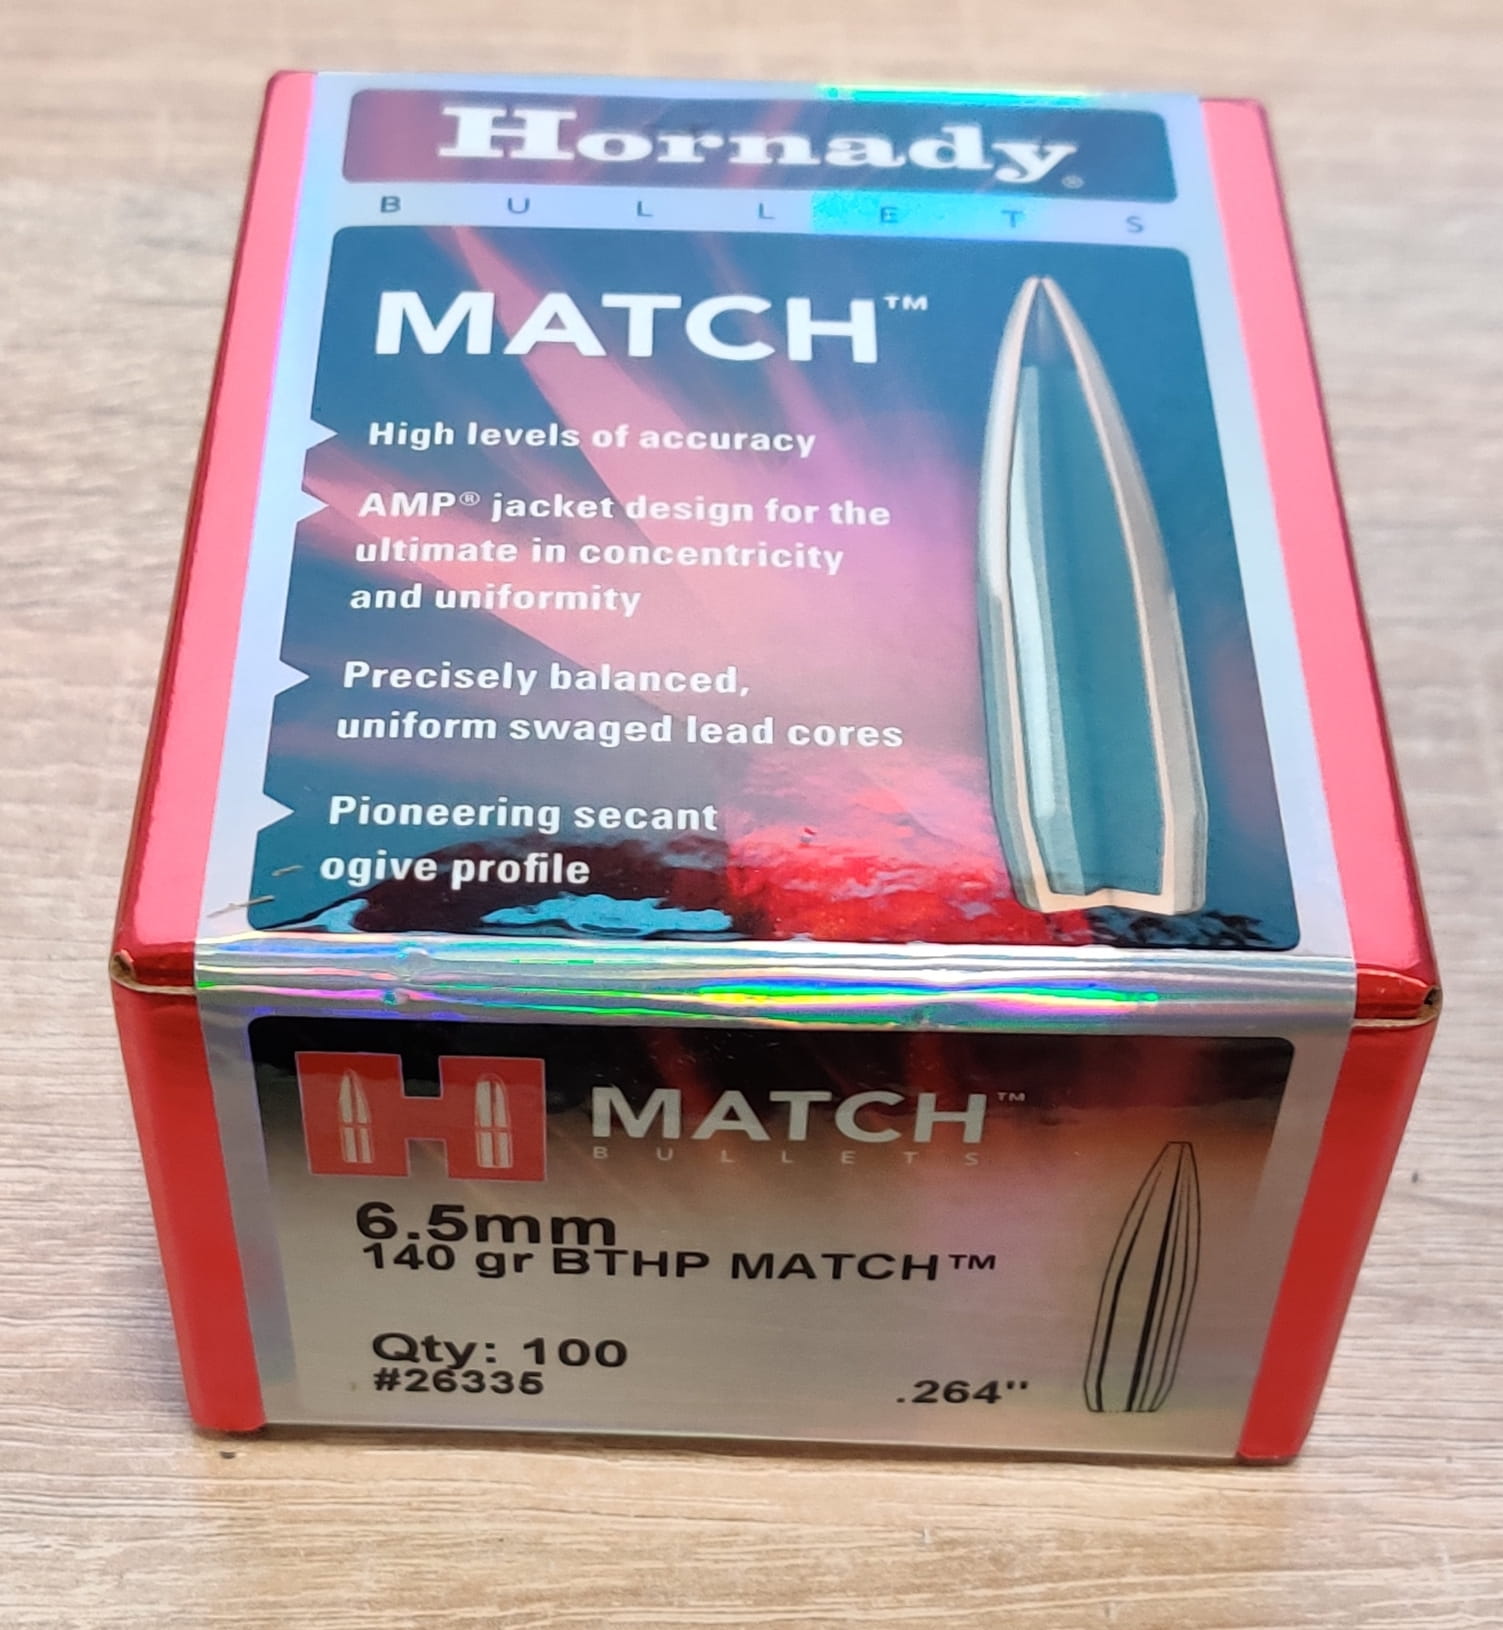 Hornady®
BULLETS
MATCH™
High levels of accuracy
AMP® jacket design for the
ultimate in concentricity
and uniformity
Precisely balanced,
uniform swaged lead cores
Pioneering secant
ogive profile
H MATCH™
BULLETS
6.5mm
140 gr BTHP MATCH™
Qty: 100
#26335
.264"